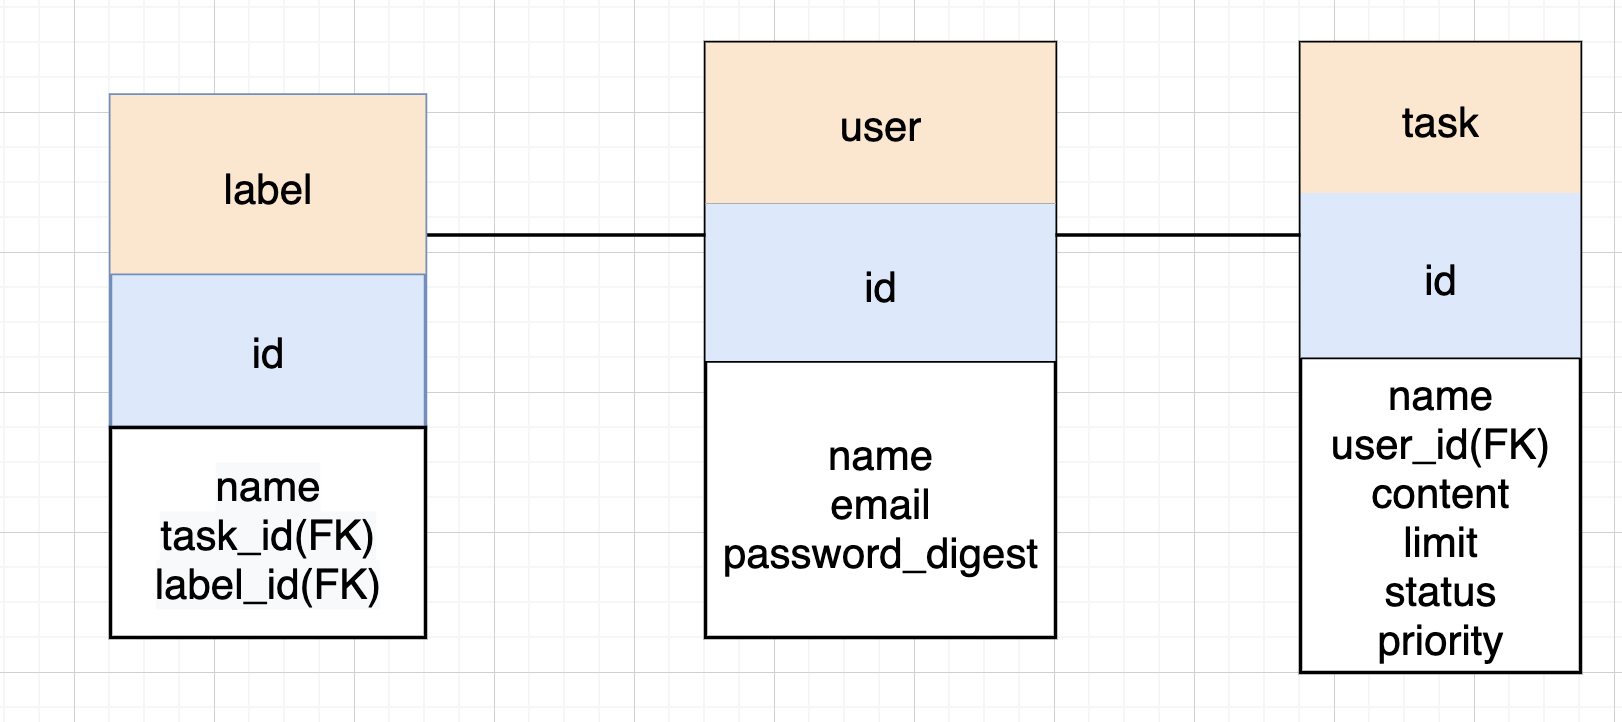 label
id
name
task_id(FK)
label_id(FK)
user
id
name
email
password_digest
task
id
name
user_id(FK)
content
limit
status
priority